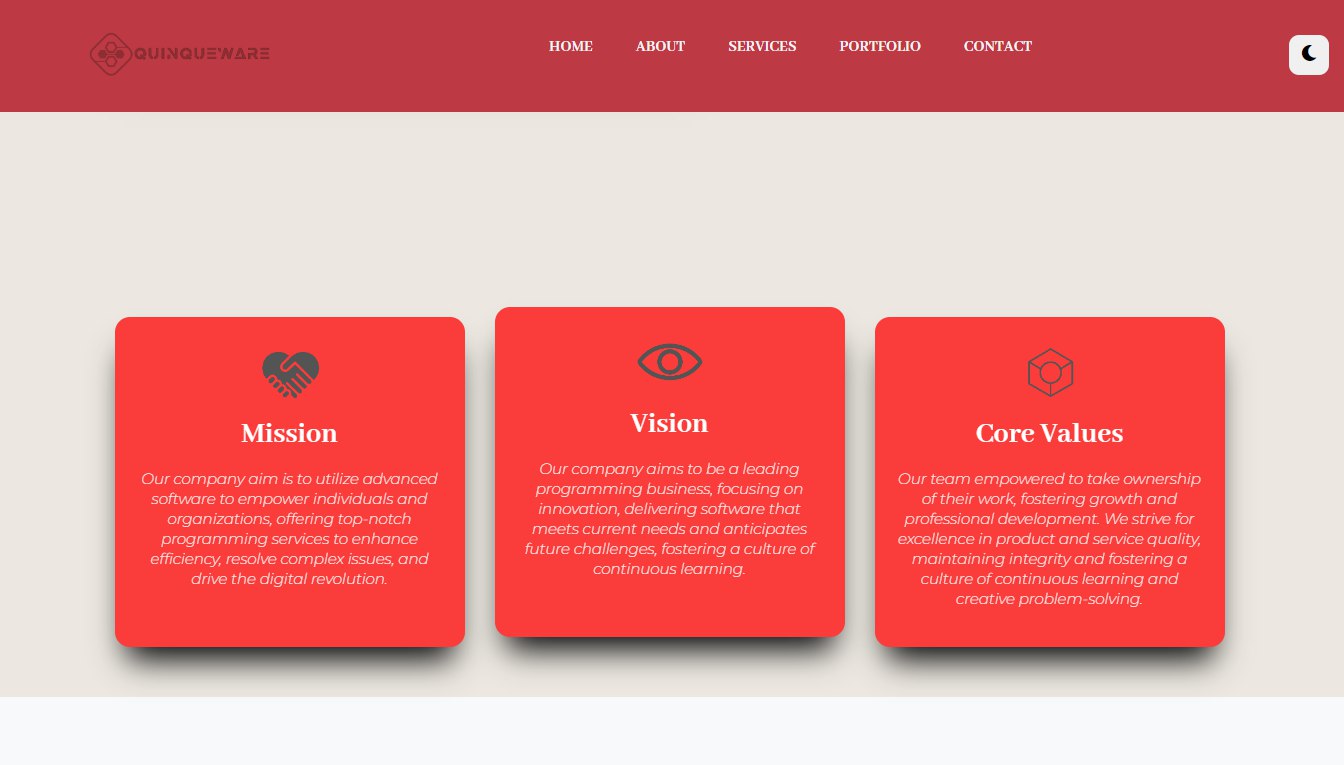 QUINQUEWARE
HOME ABOUT SERVICES PORTFOLIO CONTACT
Mission
Our company aim is to utilize advanced
software to empower individuals and
organizations, offering top-notch
programming services to enhance
efficiency, resolve complex issues, and
drive the digital revolution.
Vision
Our company aims to be a leading
programming business, focusing on
innovation, delivering software that
meets current needs and anticipates
future challenges, fostering a culture of
continuous learning.
Core Values
Our team empowered to take ownership
of their work, fostering growth and
professional development. We strive for
excellence in product and service quality,
maintaining integrity and fostering a
culture of continuous learning and
creative problem-solving.